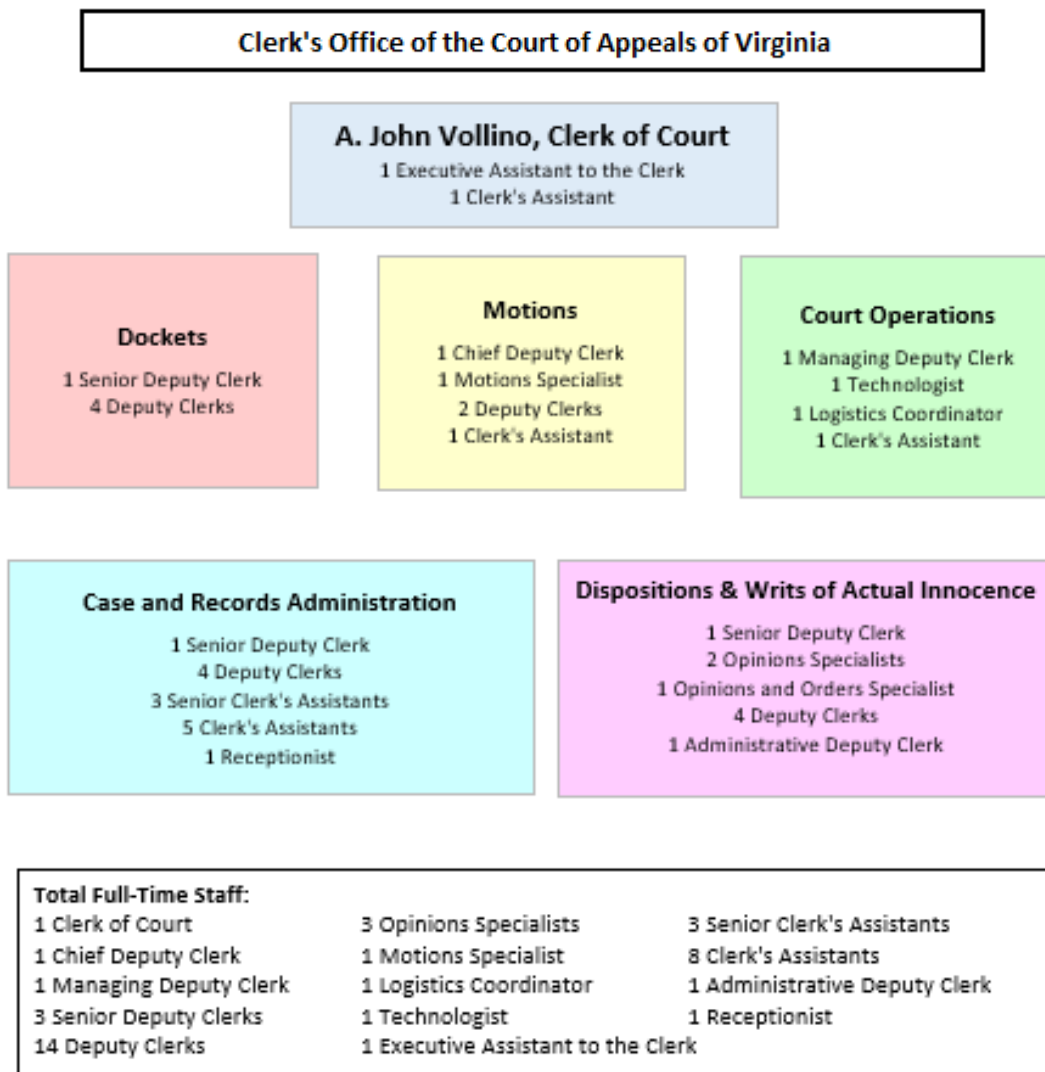 Clerk's Office of the Court of Appeals of Virginia
A. John Vollino, Clerk of Court
1 Executive Assistant to the Clerk
1 Clerk's Assistant
Dockets
1 Senior Deputy Clerk
4 Deputy Clerks
Motions
1 Chief Deputy Clerk
1 Motions Specialist
2 Deputy Clerks
1 Clerk's Assistant
Court Operations
1 Managing Deputy Clerk
1 Technologist
1 Logistics Coordinator
1 Clerk's Assistant
Case and Records Administration
1 Senior Deputy Clerk
4 Deputy Clerks
3 Senior Clerk's Assistants
5 Clerk's Assistants
1 Receptionist
Dispositions & Writs of Actual Innocence
1 Senior Deputy Clerk
2 Opinions Specialists
1 Opinions and Orders Specialist
4 Deputy Clerks
1 Administrative Deputy Clerk
Total Full-Time Staff:
1 Clerk of Court
1 Chief Deputy Clerk
1 Managing Deputy Clerk
3 Senior Deputy Clerks
14 Deputy Clerks
3 Opinions Specialists
1 Motions Specialist
1 Logistics Coordinator
1 Technologist
1 Executive Assistant to the Clerk
3 Senior Clerk's Assistants
8 Clerk's Assistants
1 Administrative Deputy Clerk
1 Receptionist